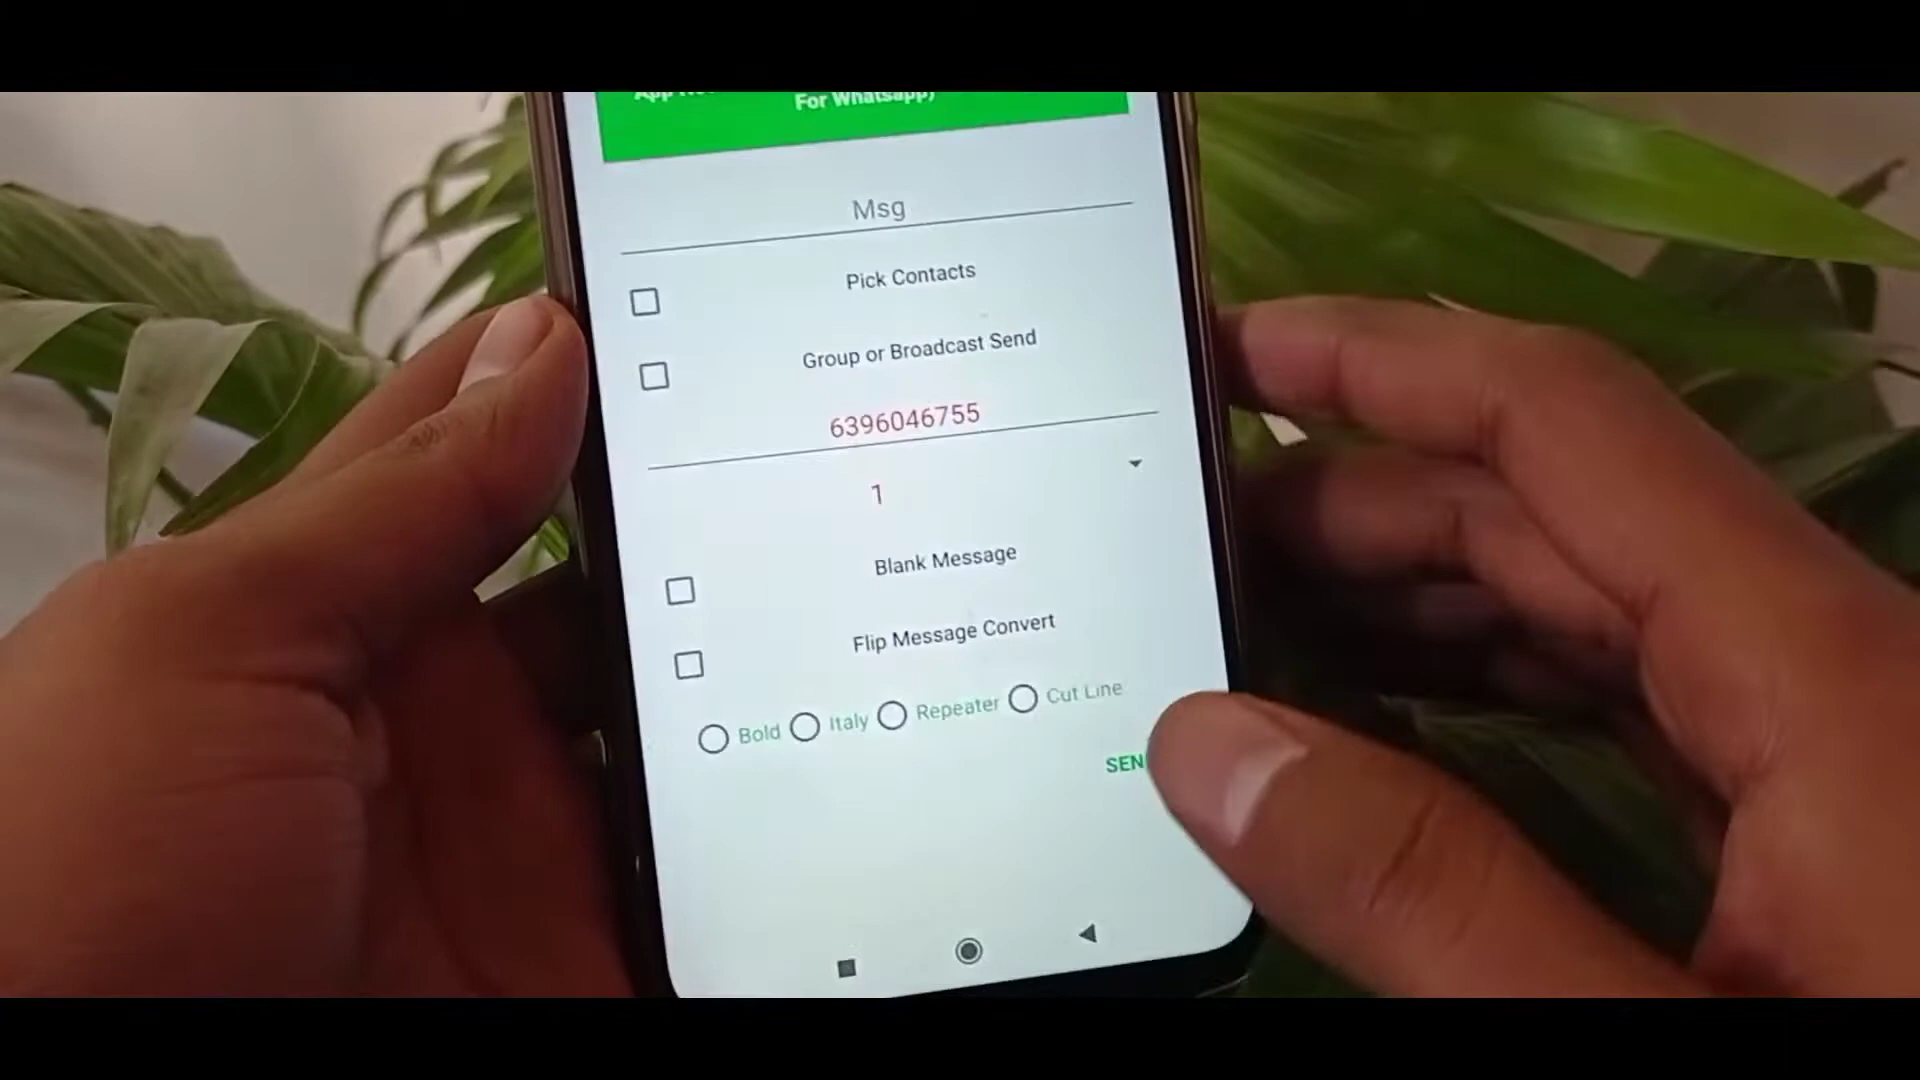 App
For Whatsapp)
Msg
Pick Contacts
Group or Broadcast Send
6396046755
1
Blank Message
Flip Message Convert
Bold Italy Repeater Cut Line
SEN